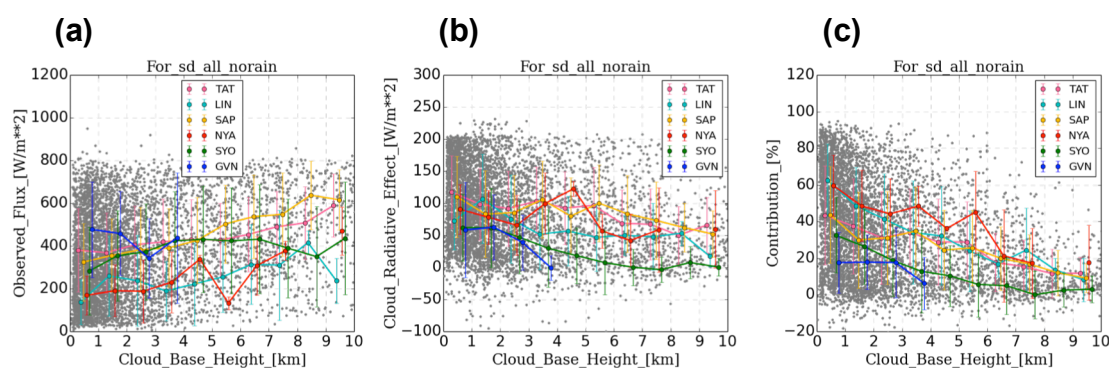 (a)
For_sd_all_norain
Observed_Flux_[W/m**2]
1200
1000
800
600
400
200
0
TAT
LIN
SAP
NYA
SYO
GVN
0 1 2 3 4 5 6 7 8 9 10
Cloud_Base_Height_[km]
(b)
For_sd_all_norain
Cloud_Radiative_Effect_[W/m**2]
300
250
200
150
100
50
0
−50
−100
TAT
LIN
SAP
NYA
SYO
GVN
0 1 2 3 4 5 6 7 8 9 10
Cloud_Base_Height_[km]
(c)
For_sd_all_norain
Contribution_[%]
120
100
80
60
40
20
0
−20
TAT
LIN
SAP
NYA
SYO
GVN
0 1 2 3 4 5 6 7 8 9 10
Cloud_Base_Height_[km]